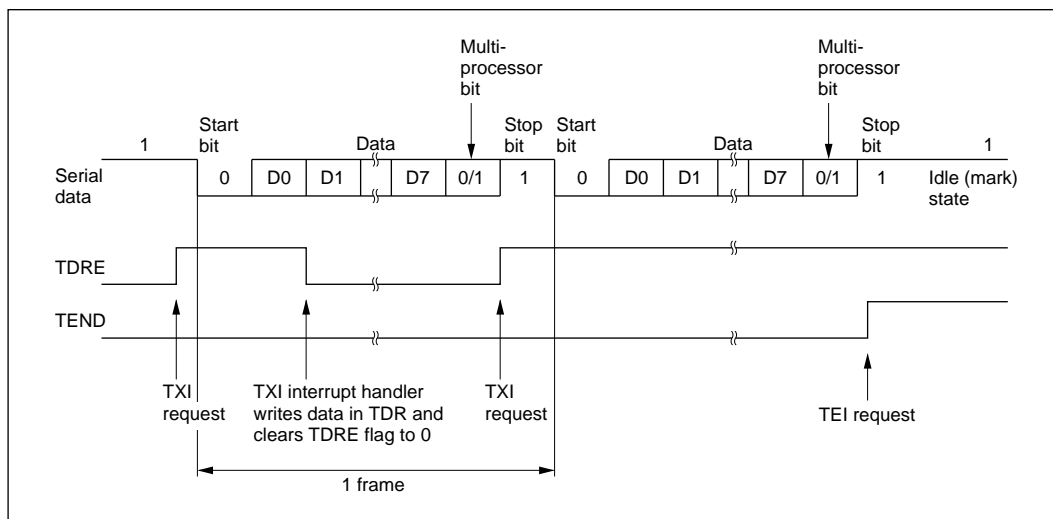 Multi-
processor
bit
Multi-
processor
bit
1 Start
bit Data Stop
bit Start
bit Data Stop
bit 1
Serial
data 0 D0 D1 D7 0/1 1 0 D0 D1 D7 0/1 1 Idle (mark)
state
TDRE
TEND
TXI
request
TXI interrupt handler
writes data in TDR and
clears TDRE flag to 0
TXI
request
TEI request
1 frame